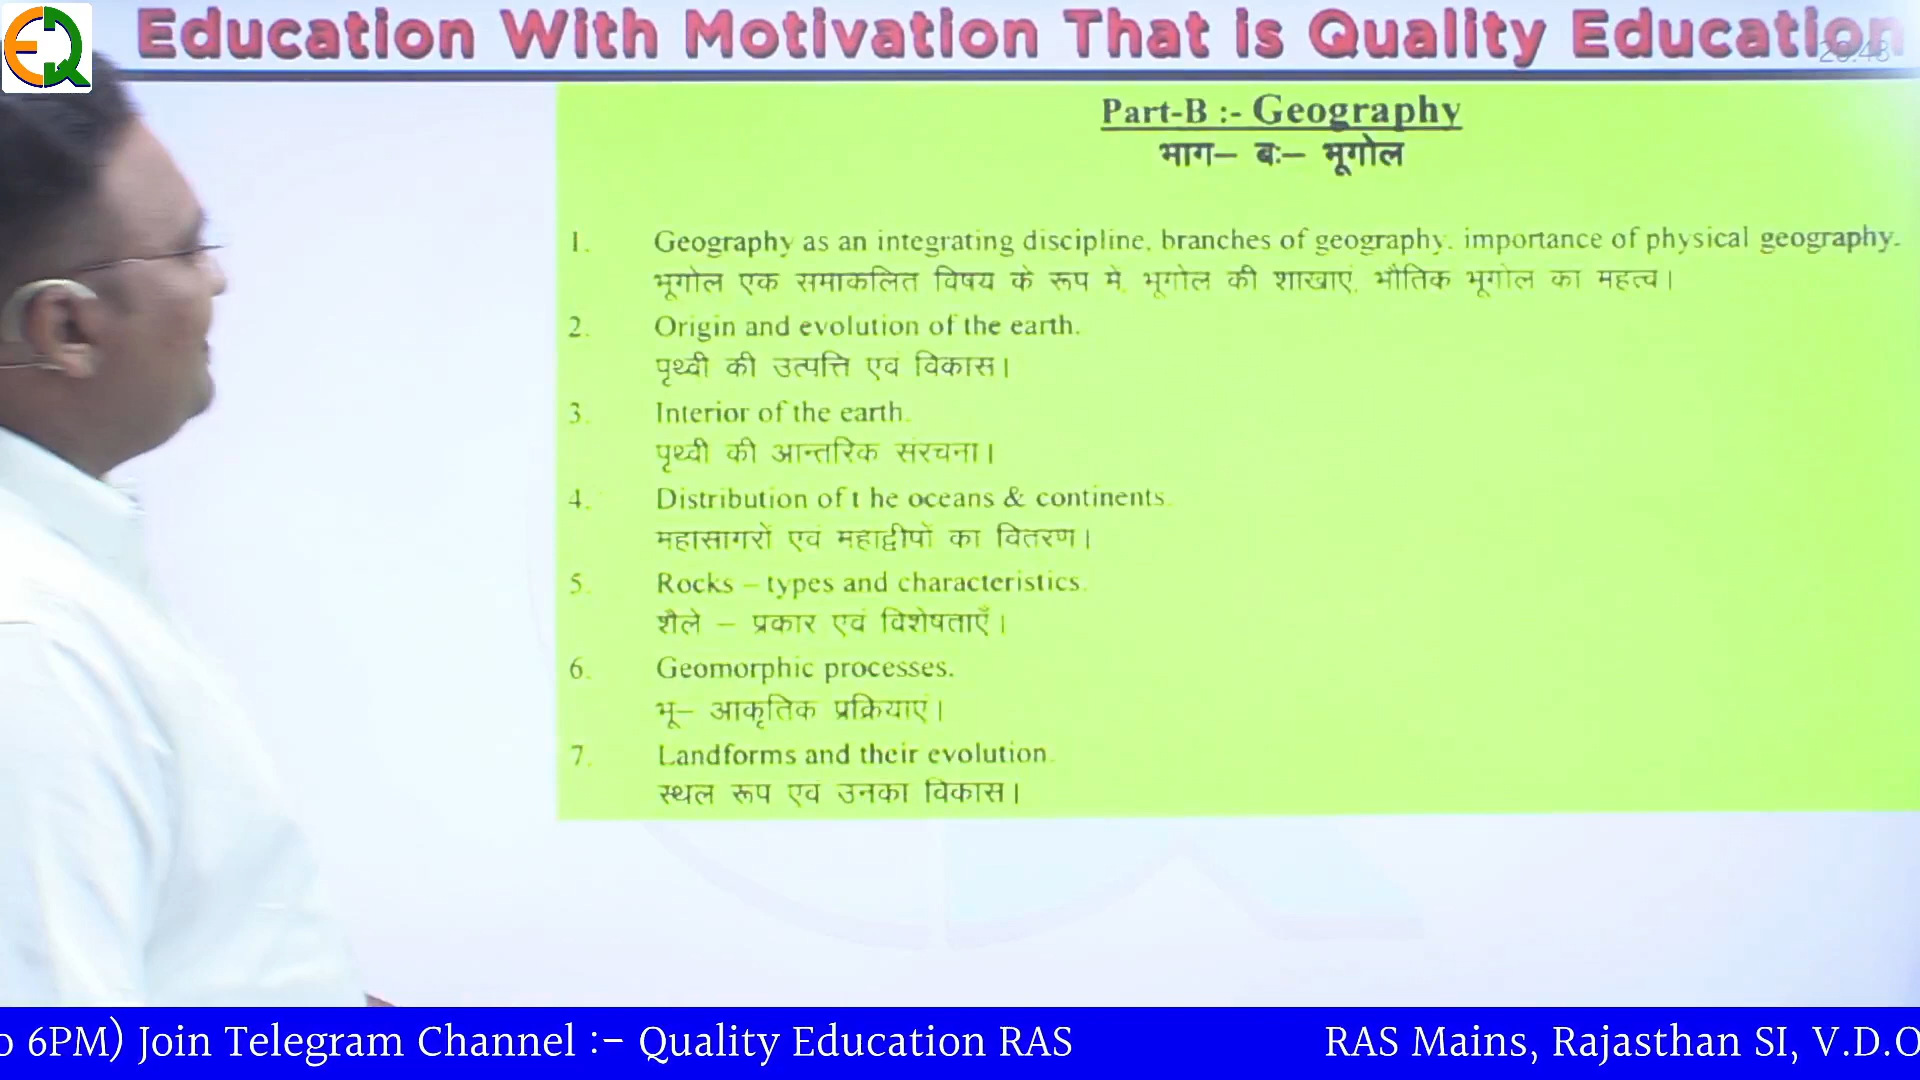 Education With Motivation That is Quality Education
20:48
EQ
Part-B :- Geography
भाग– बः– भूगोल
1. Geography as an integrating discipline, branches of geography, importance of physical geography.
भूगोल एक समाकलित विषय के रूप मे, भूगोल की शाखाएं, भौतिक भूगोल का महत्व।
2. Origin and evolution of the earth.
पृथ्वी की उत्पत्ति एवं विकास।
3. Interior of the earth.
पृथ्वी की आन्तरिक संरचना।
4. Distribution of t he oceans & continents.
महासागरों एवं महाद्वीपों का वितरण।
5. Rocks – types and characteristics.
शैले – प्रकार एवं विशेषताएँ।
6. Geomorphic processes.
भू– आकृतिक प्रक्रियाएं।
7. Landforms and their evolution.
स्थल रूप एवं उनका विकास।
o 6PM) Join Telegram Channel :- Quality Education RAS RAS Mains, Rajasthan SI, V.D.O